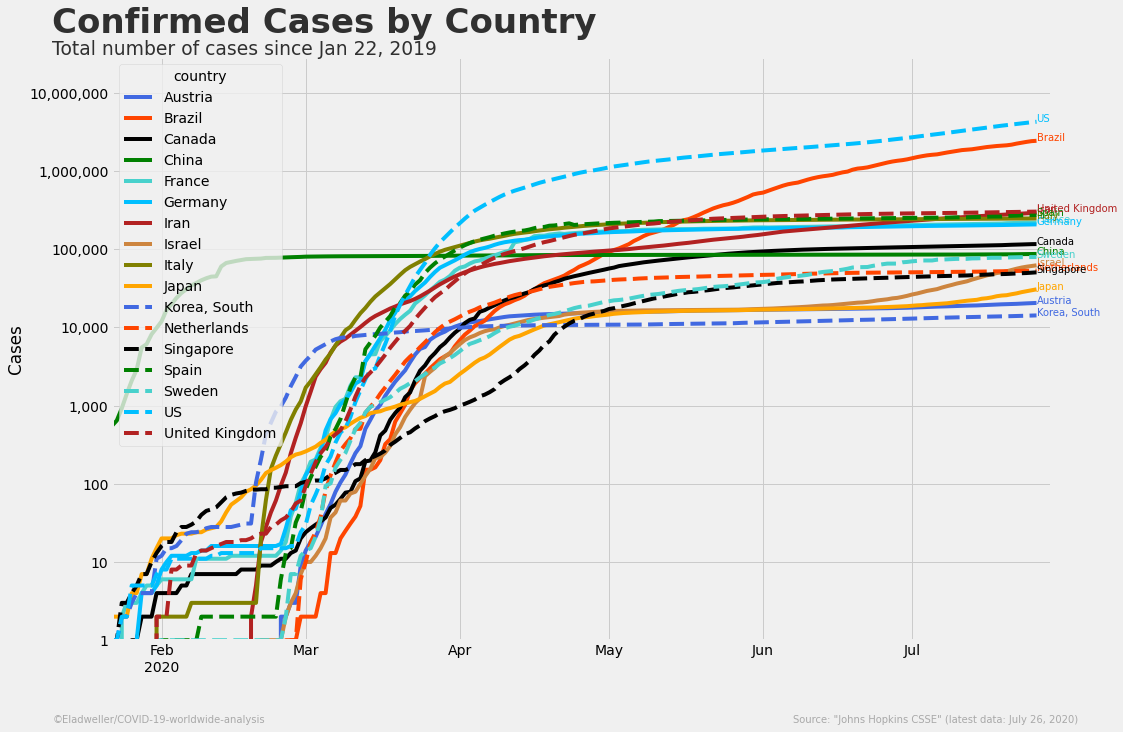 Confirmed Cases by Country
Total number of cases since Jan 22, 2019
country
Austria
Brazil
Canada
China
France
Germany
Iran
Israel
Italy
Japan
Korea, South
Netherlands
Singapore
Spain
Sweden
US
United Kingdom
Cases
10,000,000
1,000,000
100,000
10,000
1,000
100
10
1
Feb
2020
Mar
Apr
May
Jun
Jul
US
Brazil
United Kingdom
Spain
Germany
Canada
China
Sweden
Israel
Netherlands
Singapore
Japan
Austria
Korea, South
©Eladweller/COVID-19-worldwide-analysis
Source: "Johns Hopkins CSSE" (latest data: July 26, 2020)